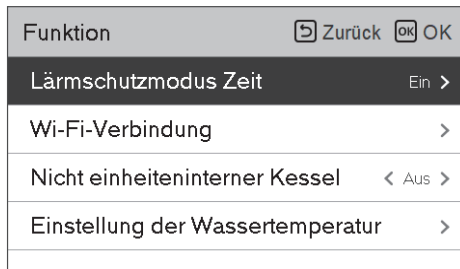 Funktion Zurück OK OK
Lärmschutzmodus Zeit Ein >
Wi-Fi-Verbindung >
Nicht einheiteninterner Kessel < Aus >
Einstellung der Wassertemperatur >